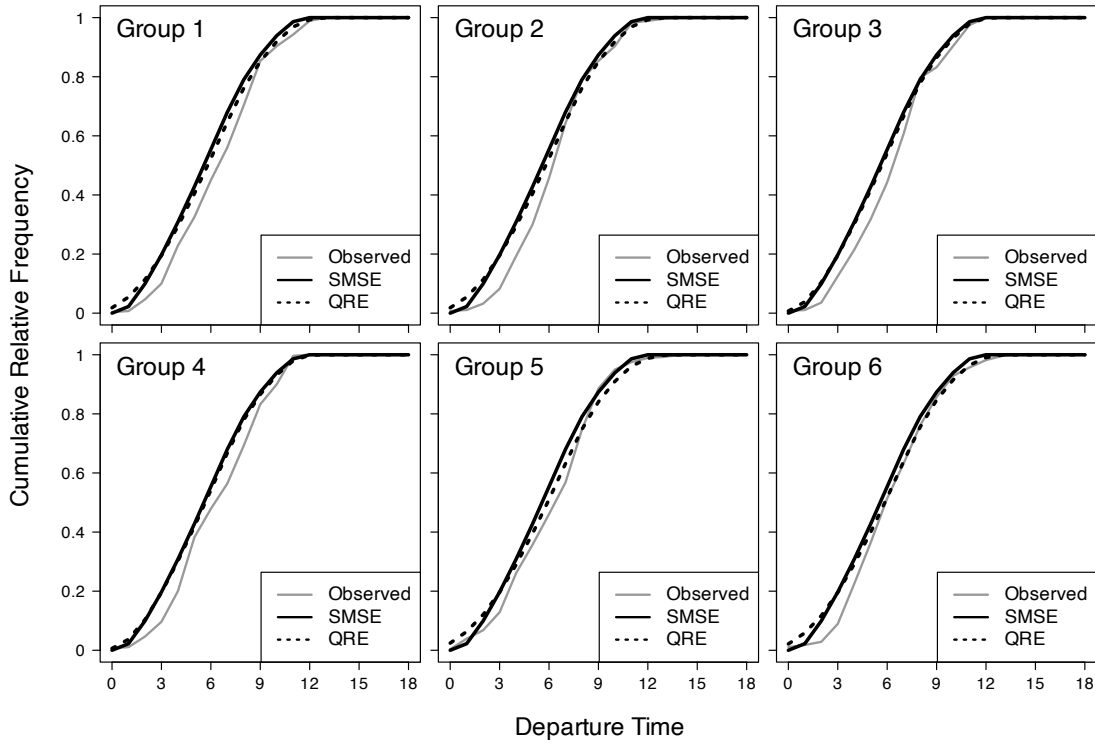 Cumulative Relative Frequency
Group 1
1
0.8
0.6
0.4
0.2
0
Observed
SMSE
QRE
Group 2
Observed
SMSE
QRE
Group 3
Observed
SMSE
QRE
Group 4
1
0.8
0.6
0.4
0.2
0
Observed
SMSE
QRE
0 3 6 9 12 15 18
Group 5
Observed
SMSE
QRE
0 3 6 9 12 15 18
Group 6
Observed
SMSE
QRE
0 3 6 9 12 15 18
Departure Time